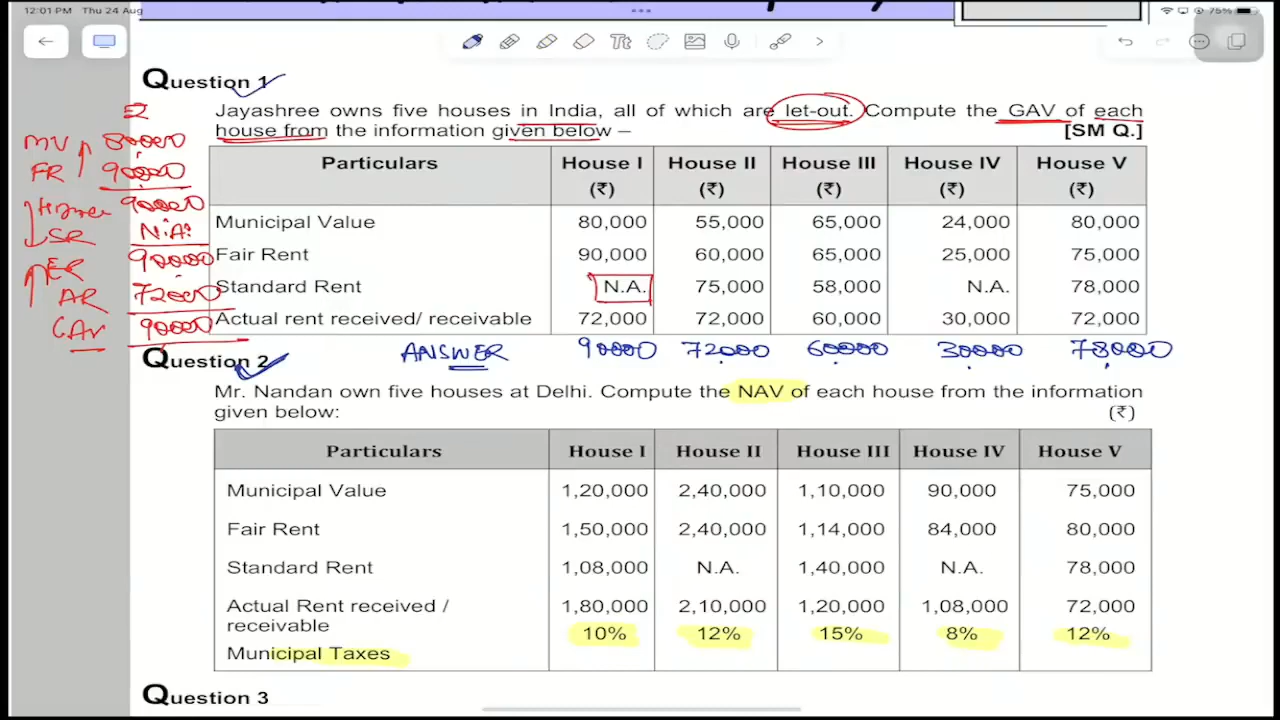 12:01 PM Thu 24 Aug
75%
Tt
Question 1
Jayashree owns five houses in India, all of which are let-out. Compute the GAV of each
house from the information given below –
[SM Q.]
Particulars House I (₹) House II (₹) House III (₹) House IV (₹) House V (₹)
Municipal Value 80,000 55,000 65,000 24,000 80,000
Fair Rent 90,000 60,000 65,000 25,000 75,000
Standard Rent N.A. 75,000 58,000 N.A. 78,000
Actual rent received/ receivable 72,000 72,000 60,000 30,000 72,000
ANSWER 90000 72000 60000 30000 78000
I
MV 80000
FR 90000
Higher 90000
SR N.A.
ER 90000
AR 72000
GAV 90000
Question 2
Mr. Nandan own five houses at Delhi. Compute the NAV of each house from the information
given below: (₹)
Particulars House I House II House III House IV House V
Municipal Value 1,20,000 2,40,000 1,10,000 90,000 75,000
Fair Rent 1,50,000 2,40,000 1,14,000 84,000 80,000
Standard Rent 1,08,000 N.A. 1,40,000 N.A. 78,000
Actual Rent received / 1,80,000 2,10,000 1,20,000 1,08,000 72,000
receivable
10% 12% 15% 8% 12%
Municipal Taxes
Question 3